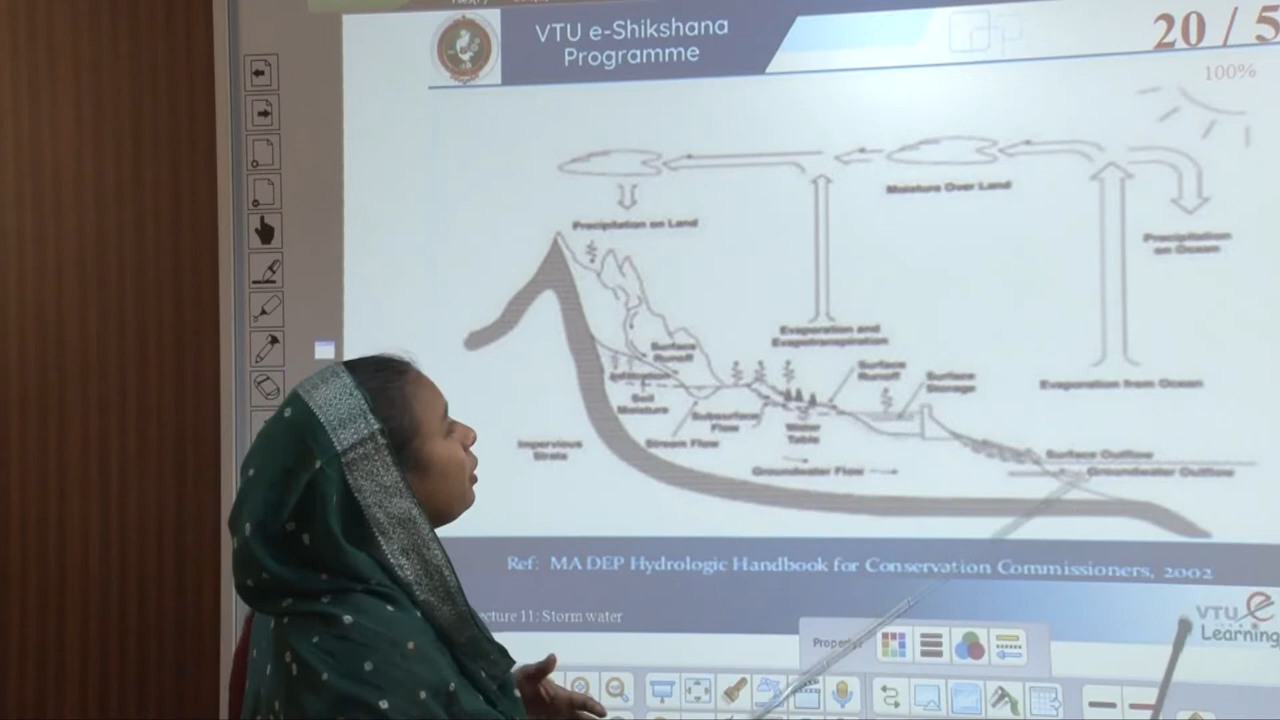 VTU e-Shikshana
Programme
20 / 5
100%
Moisture Over Land
Precipitation on Land
Precipitation
on Ocean
Evaporation and
Evapotranspiration
Surface
Runoff
Surface
Runoff
Surface
Storage
Evaporation from Ocean
Soil
Moisture
Subsurface
Flow
Water
Table
Stream Flow
Impervious
Strata
Surface Outflow
Groundwater Flow
Groundwater Outflow
Ref: MA DEP Hydrologic Handbook for Conservation Commissioners, 2002
ecture 11: Storm water
VTU e
Learning